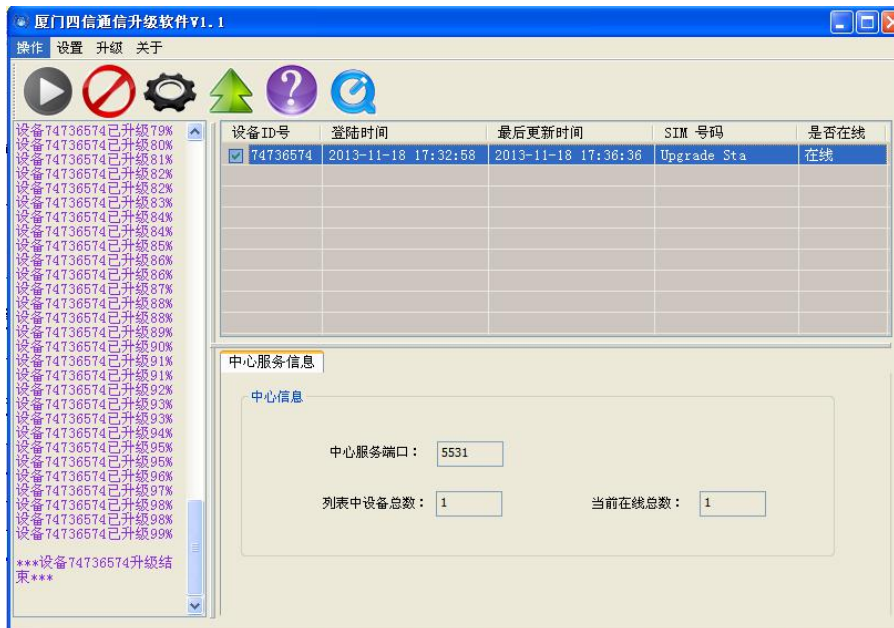 厦门四信通信升级软件V1.1
操作 设置 升级 关于
设备74736574已升级79%
设备74736574已升级80%
设备74736574已升级81%
设备74736574已升级82%
设备74736574已升级82%
设备74736574已升级83%
设备74736574已升级84%
设备74736574已升级84%
设备74736574已升级85%
设备74736574已升级86%
设备74736574已升级86%
设备74736574已升级87%
设备74736574已升级88%
设备74736574已升级88%
设备74736574已升级89%
设备74736574已升级90%
设备74736574已升级91%
设备74736574已升级91%
设备74736574已升级92%
设备74736574已升级93%
设备74736574已升级93%
设备74736574已升级94%
设备74736574已升级95%
设备74736574已升级95%
设备74736574已升级96%
设备74736574已升级97%
设备74736574已升级98%
设备74736574已升级98%
设备74736574已升级99%
***设备74736574升级结
束***
设备ID号 登陆时间 最后更新时间 SIM 号码 是否在线
74736574 2013-11-18 17:32:58 2013-11-18 17:36:36 Upgrade Sta 在线
中心服务信息
中心信息
中心服务端口： 5531
列表中设备总数： 1 当前在线总数： 1